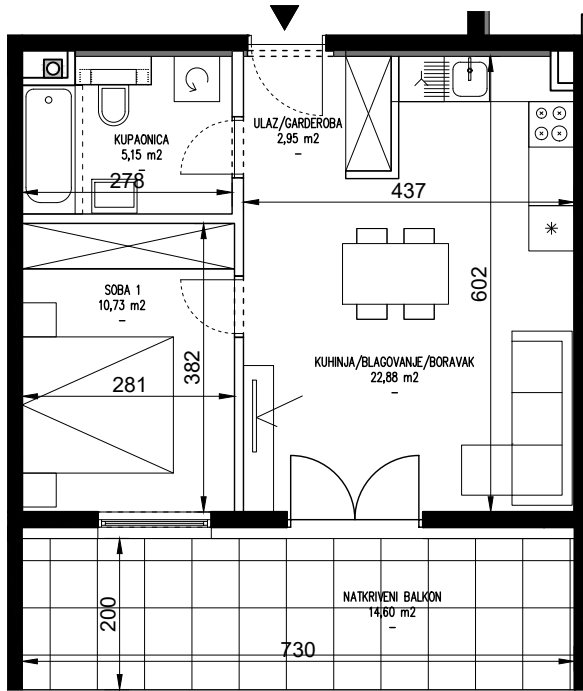 KUPAONICA
5,15 m2
278
ULAZ/GARDEROBA
2,95 m2
437
SOBA 1
10,73 m2
281
382
602
KUHINJA/BLAGOVANJE/BORAVAK
22,88 m2
NATKRIVENI BALKON
14,60 m2
200
730